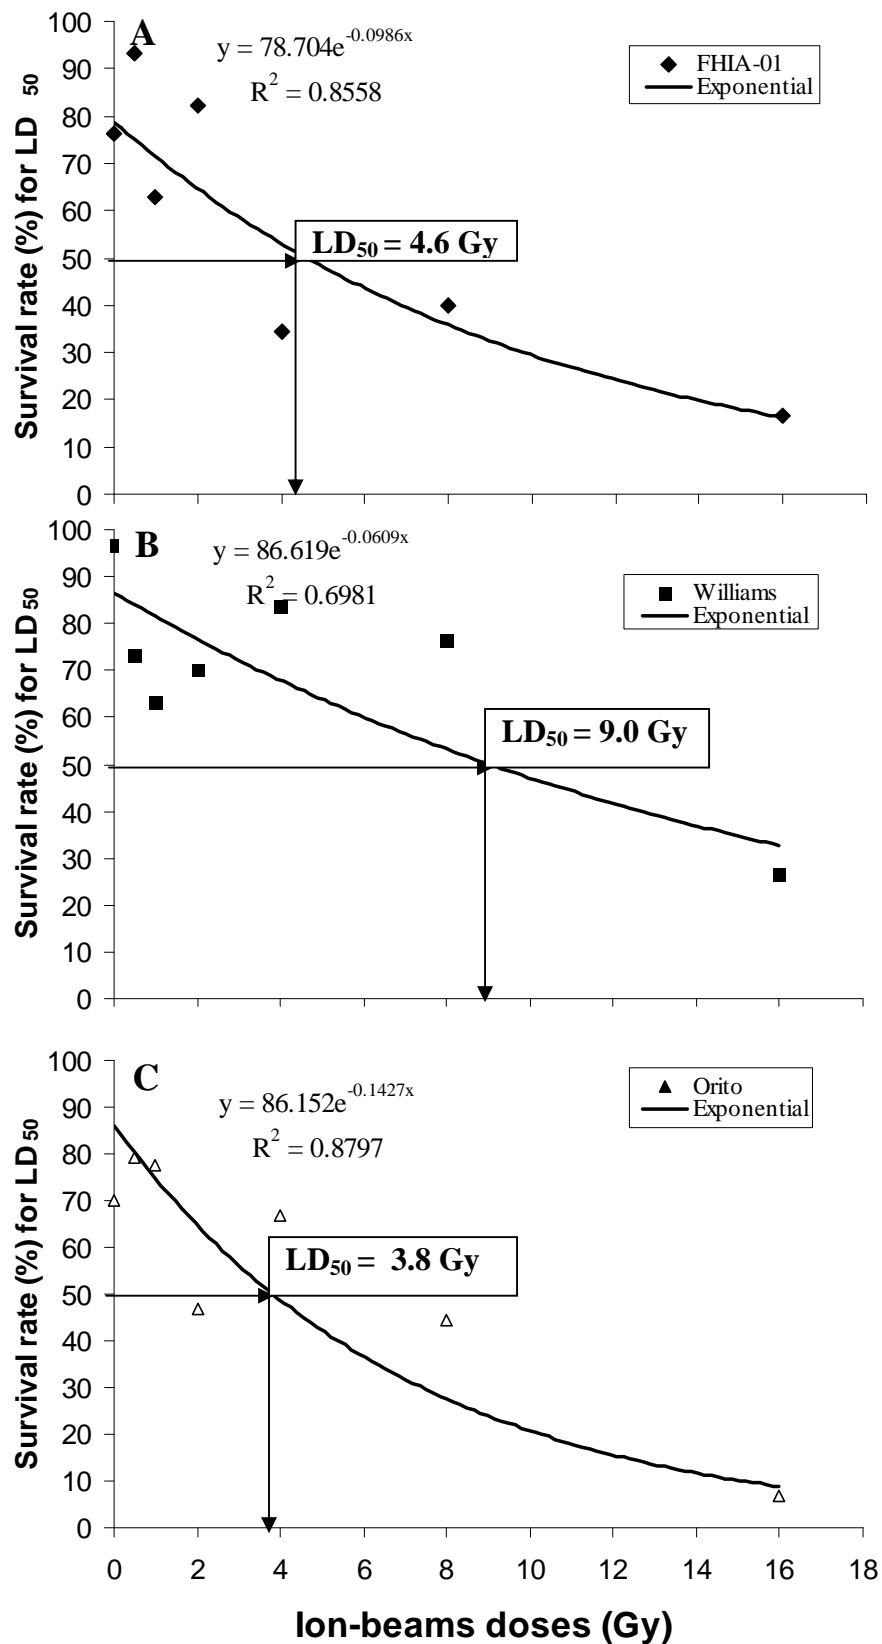 A
y = 78.704e^-0.0986x
R^2 = 0.8558
FHIA-01
Exponential
Survival rate (%) for LD 50
100
90
80
70
60
50
40
30
20
10
0
LD50 = 4.6 Gy
B
y = 86.619e^-0.0609x
R^2 = 0.6981
Williams
Exponential
Survival rate (%) for LD50
100
90
80
70
60
50
40
30
20
10
0
LD50 = 9.0 Gy
C
y = 86.152e^-0.1427x
R^2 = 0.8797
Orito
Exponential
Survival rate (%) for LD50
100
90
80
70
60
50
40
30
20
10
0
LD50 = 3.8 Gy
0 2 4 6 8 10 12 14 16 18
Ion-beams doses (Gy)